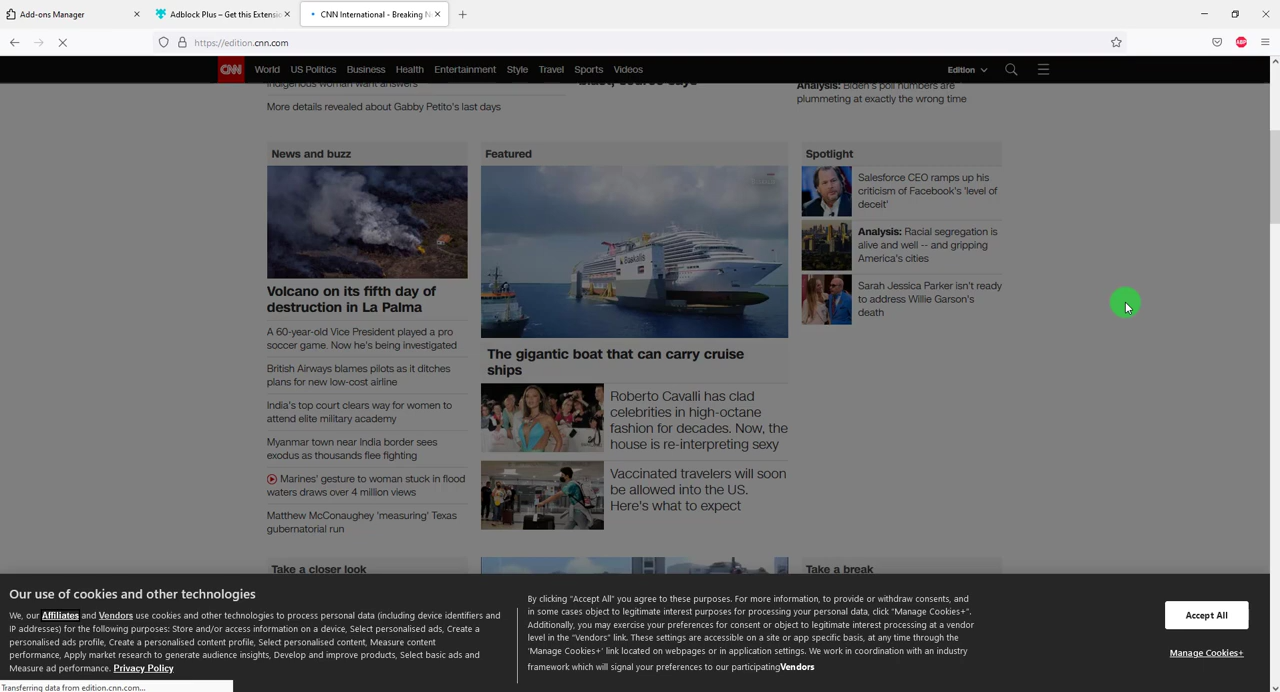 Add-ons Manager
Adblock Plus – Get this Extensio
CNN International - Breaking N
https://edition.cnn.com
ABP
CNN World US Politics Business Health Entertainment Style Travel Sports Videos Edition
indigenous woman want answers
More details revealed about Gabby Petito's last days
Analysis: Biden's poll numbers are
plummeting at exactly the wrong time
News and buzz
Volcano on its fifth day of
destruction in La Palma
A 60-year-old Vice President played a pro
soccer game. Now he's being investigated
British Airways blames pilots as it ditches
plans for new low-cost airline
India's top court clears way for women to
attend elite military academy
Myanmar town near India border sees
exodus as thousands flee fighting
Marines' gesture to woman stuck in flood
waters draws over 4 million views
Matthew McConaughey 'measuring' Texas
gubernatorial run
Featured
Boskalis
The gigantic boat that can carry cruise
ships
Roberto Cavalli has clad
celebrities in high-octane
fashion for decades. Now, the
house is re-interpreting sexy
Vaccinated travelers will soon
be allowed into the US.
Here's what to expect
Spotlight
Salesforce CEO ramps up his
criticism of Facebook's 'level of
deceit'
Analysis: Racial segregation is
alive and well -- and gripping
America's cities
Sarah Jessica Parker isn't ready
to address Willie Garson's
death
Take a closer look
Take a break
Our use of cookies and other technologies
We, our Affiliates and Vendors use cookies and other technologies to process personal data (including device identifiers and
IP addresses) for the following purposes: Store and/or access information on a device, Select personalised ads, Create a
personalised ads profile, Create a personalised content profile, Select personalised content, Measure content
performance, Apply market research to generate audience insights, Develop and improve products, Select basic ads and
Measure ad performance. Privacy Policy
By clicking "Accept All" you agree to these purposes. For more information, to provide or withdraw consents, and
in some cases object to legitimate interest purposes for processing your personal data, click "Manage Cookies+".
Additionally, you may exercise your preferences for consent or object to legitimate interest processing at a vendor
level in the "Vendors" link. These settings are accessible on a site or app specific basis, at any time through the
'Manage Cookies+' link located on webpages or in application settings. We work in coordination with an industry
framework which will signal your preferences to our participatingVendors
Accept All
Manage Cookies+
Transferring data from edition.cnn.com...